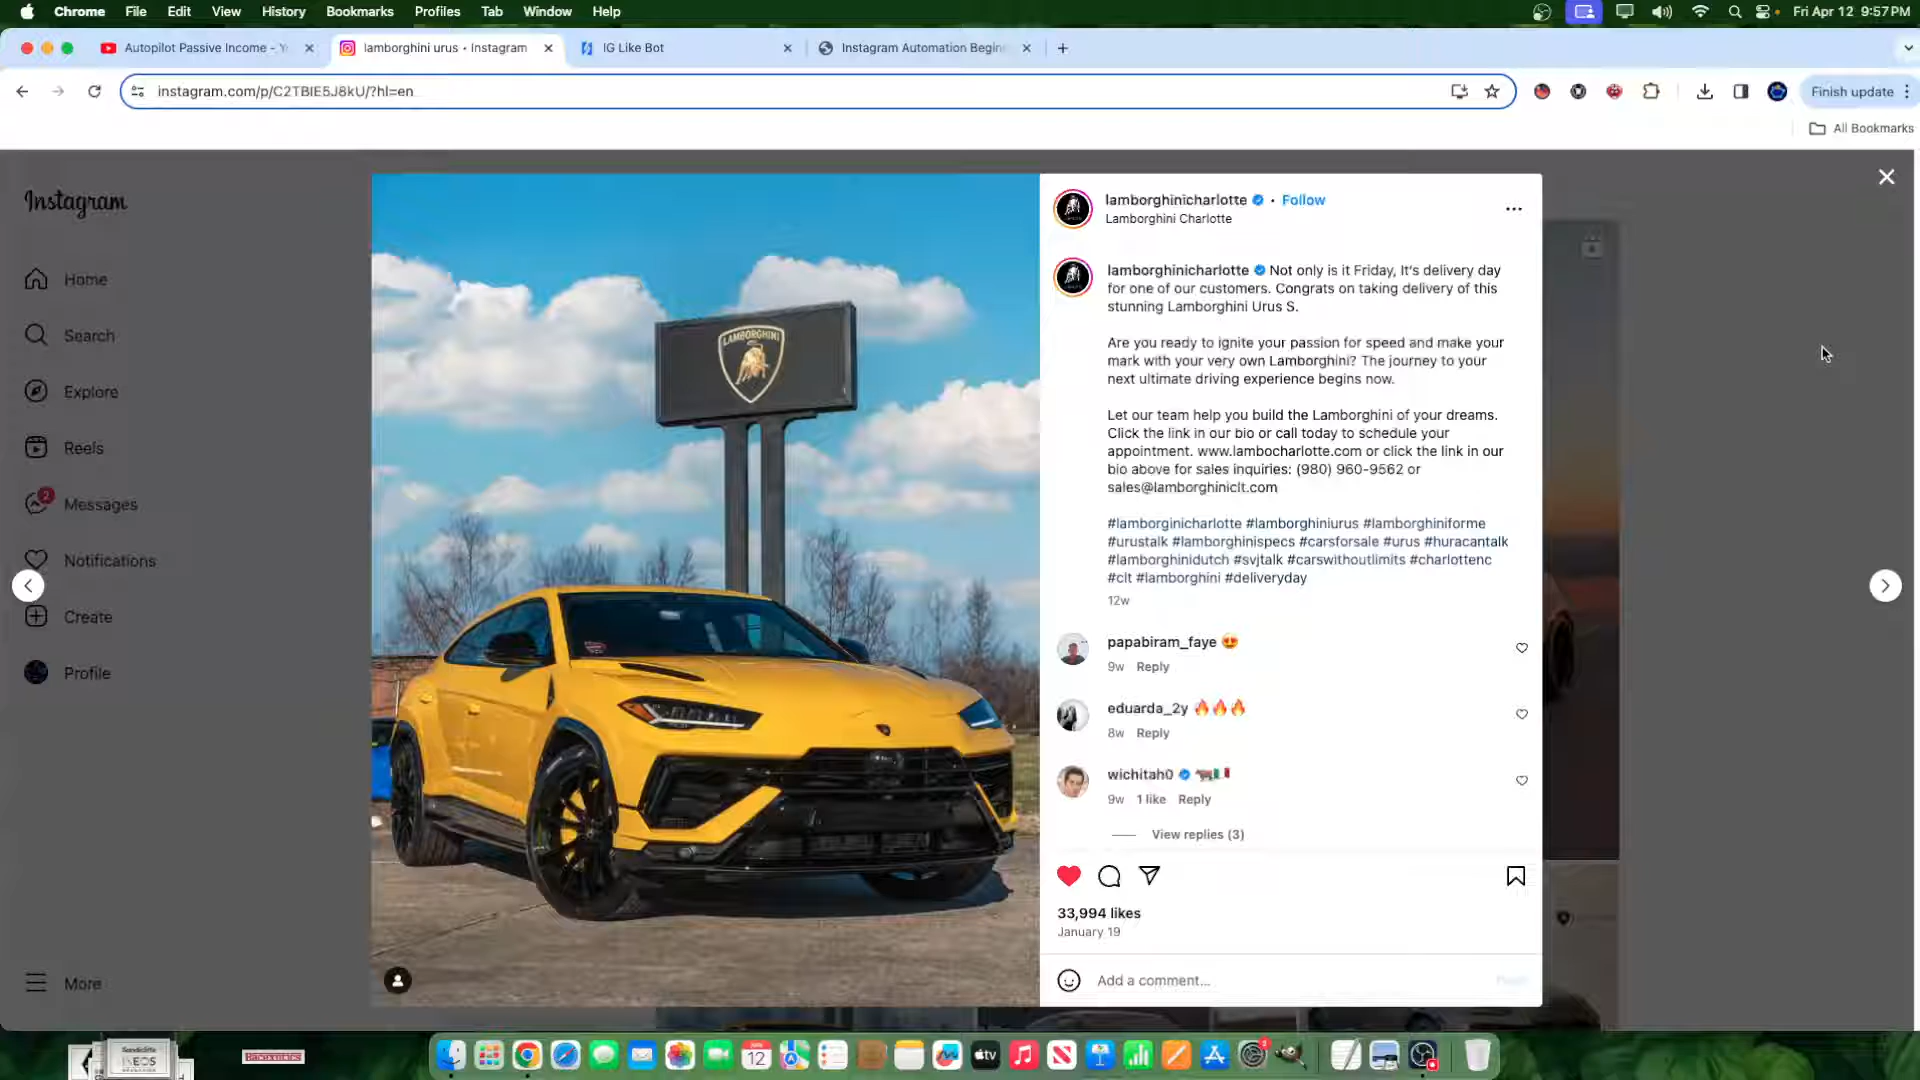 Chrome File Edit View History Bookmarks Profiles Tab Window Help
Fri Apr 12 9:57 PM
Autopilot Passive Income -
lamborghini urus • Instagram
IG Like Bot
Instagram Automation Begin
instagram.com/p/C2TBIE5J8kU/?hl=en
Finish update
All Bookmarks
Instagram
Home
Search
Explore
Reels
2
Messages
Notifications
Create
Profile
More
LAMBORGHINI
lamborghinicharlotte • Follow
Lamborghini Charlotte
lamborghinicharlotte Not only is it Friday, It's delivery day
for one of our customers. Congrats on taking delivery of this
stunning Lamborghini Urus S.
Are you ready to ignite your passion for speed and make your
mark with your very own Lamborghini? The journey to your
next ultimate driving experience begins now.
Let our team help you build the Lamborghini of your dreams.
Click the link in our bio or call today to schedule your
appointment. www.lambocharlotte.com or click the link in our
bio above for sales inquiries: (980) 960-9562 or
sales@lamborghiniclt.com
#lamborginicharlotte #lamborghiniurus #lamborghiniforme
#urustalk #lamborghinispecs #carsforsale #urus #huracantalk
#lamborghinidutch #svjtalk #carswithoutlimits #charlottenc
#clt #lamborghini #deliveryday
12w
papabiram_faye 😍
9w Reply
eduarda_2y 🔥🔥🔥
8w Reply
wichitah0 🐂🇮🇹
9w 1 like Reply
View replies (3)
33,994 likes
January 19
Add a comment...
Post
INEOS
12
tv